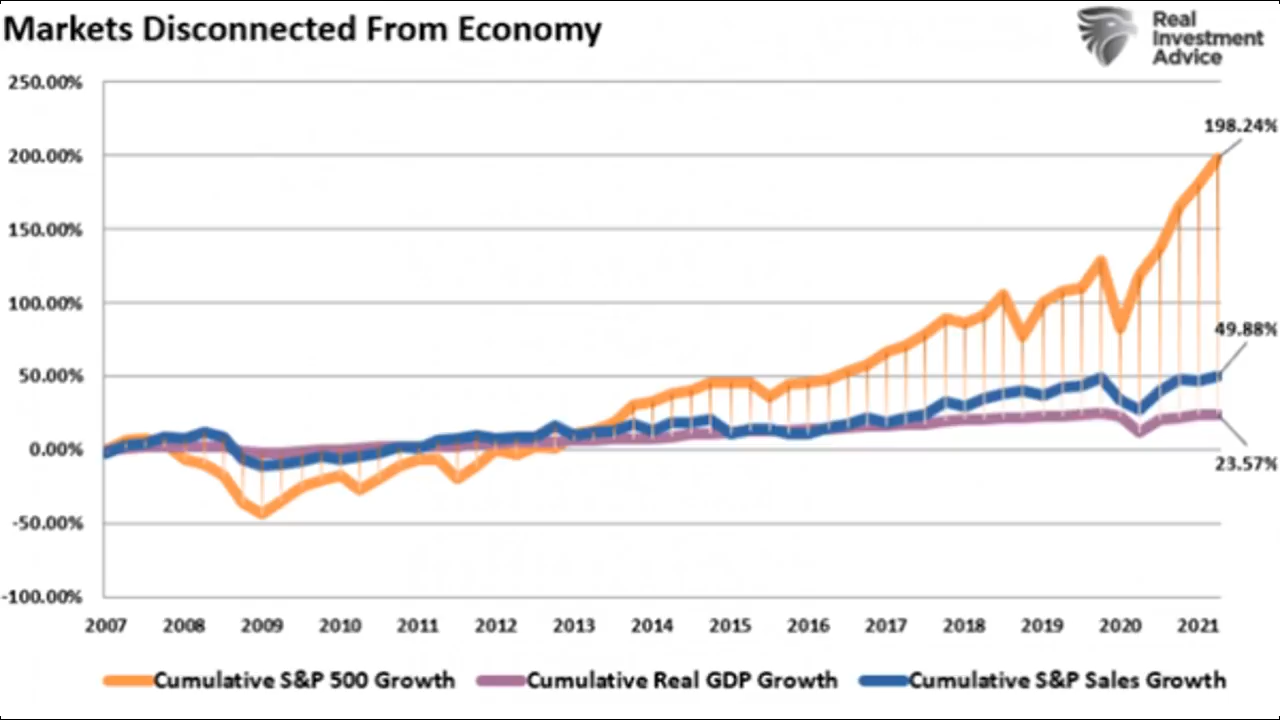 Markets Disconnected From Economy
Real
Investment
Advice
250.00%
200.00%
150.00%
100.00%
50.00%
0.00%
-50.00%
-100.00%
198.24%
49.88%
23.57%
2007 2008 2009 2010 2011 2012 2013 2014 2015 2016 2017 2018 2019 2020 2021
Cumulative S&P 500 Growth Cumulative Real GDP Growth Cumulative S&P Sales Growth